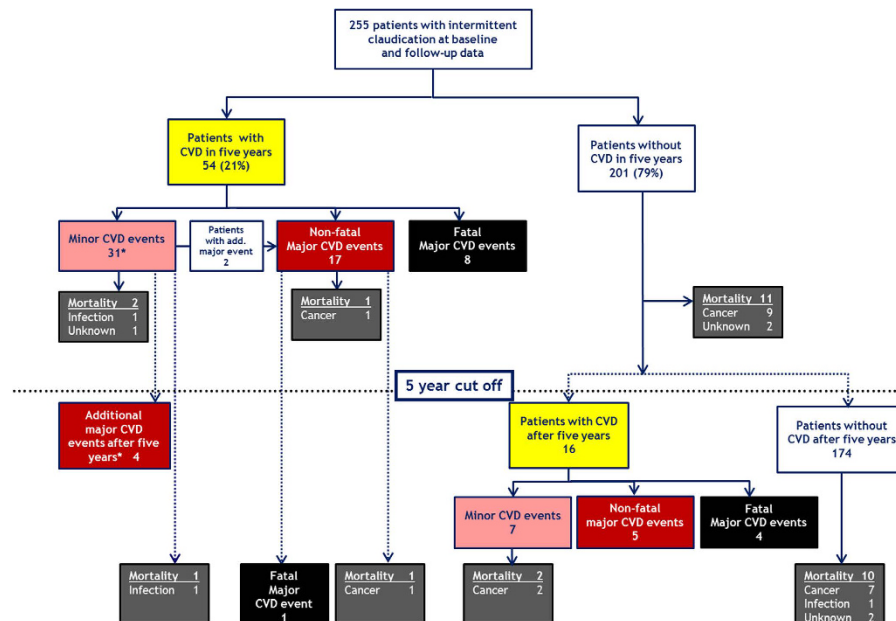 255 patients with intermittent
claudication at baseline
and follow-up data
Patients with
CVD in five years
54 (21%)
Patients without
CVD in five years
201 (79%)
Minor CVD events
31*
Patients
with add.
major event
2
Non-fatal
Major CVD events
17
Fatal
Major CVD events
8
Mortality 2
Infection 1
Unknown 1
Mortality 1
Cancer 1
Mortality 11
Cancer 9
Unknown 2
5 year cut off
Additional
major CVD
events after five
years* 4
Patients with CVD
after five years
16
Patients without
CVD after five years
174
Minor CVD events
7
Non-fatal
major CVD events
5
Fatal
Major CVD events
4
Mortality 1
Infection 1
Fatal
Major
CVD event
1
Mortality 1
Cancer 1
Mortality 2
Cancer 2
Mortality 10
Cancer 7
Infection 1
Unknown 2